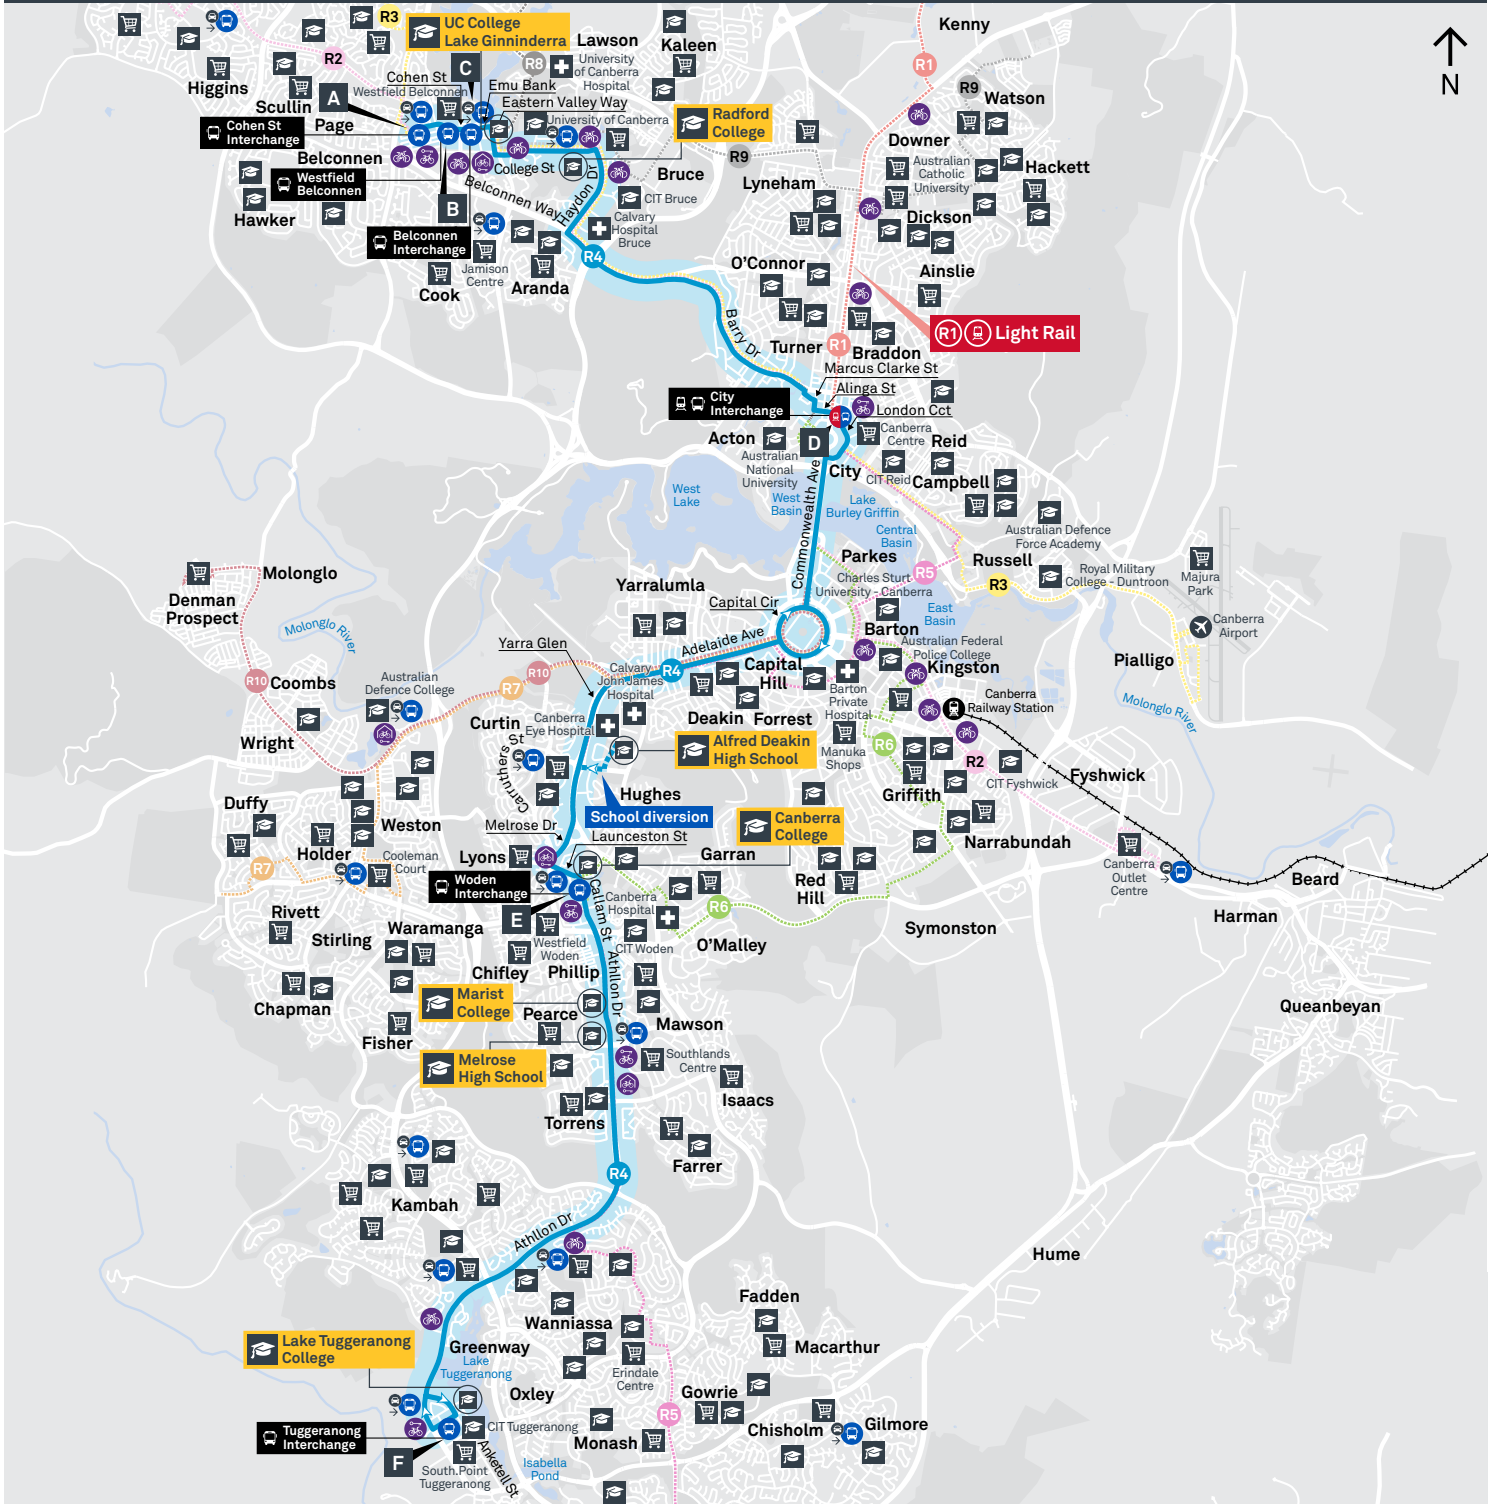 R3
UC College
Lake Ginninderra
Lawson
Kaleen
Kenny
N
R2
R8
University
of Canberra
Hospital
R1
Higgins
Scullin
A
C
Cohen St
Westfield Belconnen
Emu Bank
Eastern Valley Way
University of Canberra
R9
Watson
Page
Cohen St
Interchange
Radford
College
Downer
Belconnen
Westfield
Belconnen
College St
R9
Bruce
Lyneham
Australian
Catholic
University
Hackett
Hawker
B
Belconnen Way
Haydon Dr
CIT Bruce
Calvary
Hospital
Bruce
Dickson
Belconnen
Interchange
R4
Jamison
Centre
Cook
Aranda
O'Connor
Ainslie
Barry Dr
R1
Light Rail
Turner
R1
Braddon
Marcus Clarke St
Alinga St
City
Interchange
London Cct
Acton
D
Canberra
Centre
Reid
Australian
National
University
City
CIT Reid
Campbell
West
Lake
West
Basin
Commonwealth Ave
Lake
Burley Griffin
Central
Basin
Australian Defence
Force Academy
Parkes
Russell
Molonglo
Yarralumla
Charles Sturt
University - Canberra
R5
R3
Royal Military
College - Duntroon
Majura
Park
Denman
Prospect
Capital Cir
East
Basin
Canberra
Airport
Molonglo River
Yarra Glen
Adelaide Ave
Barton
Australian Federal
Police College
Pialligo
R10
Coombs
Australian
Defence College
R7
R10
Calvary
John James
Hospital
R4
Capital
Hill
Kingston
Barton
Private
Hospital
Canberra
Railway Station
Molonglo River
Curtin
Canberra
Eye Hospital
Deakin
Forrest
Wright
Carruthers St
Alfred Deakin
High School
Manuka
Shops
R6
R2
CIT Fyshwick
Fyshwick
Hughes
Griffith
Duffy
School diversion
Weston
Melrose Dr
Launceston St
Canberra
College
Narrabundah
Holder
Cooleman
Court
Lyons
Garran
R7
Woden
Interchange
Red
Hill
Canberra
Outlet
Centre
Beard
Rivett
E
Callam St
Canberra
Hospital
R6
Harman
Stirling
Waramanga
Westfield
Woden
CIT Woden
O'Malley
Symonston
Chifley
Phillip
Athllon Dr
Chapman
Marist
College
Pearce
Mawson
Queanbeyan
Fisher
Melrose
High School
Southlands
Centre
Isaacs
Torrens
Farrer
R4
Kambah
Athllon Dr
Hume
Fadden
Wanniassa
Lake Tuggeranong
College
Greenway
Lake
Tuggeranong
Erindale
Centre
Macarthur
Oxley
Gowrie
CIT Tuggeranong
R5
Chisholm
Gilmore
Tuggeranong
Interchange
Monash
F
South.Point
Tuggeranong
Anketell St
Isabella
Pond